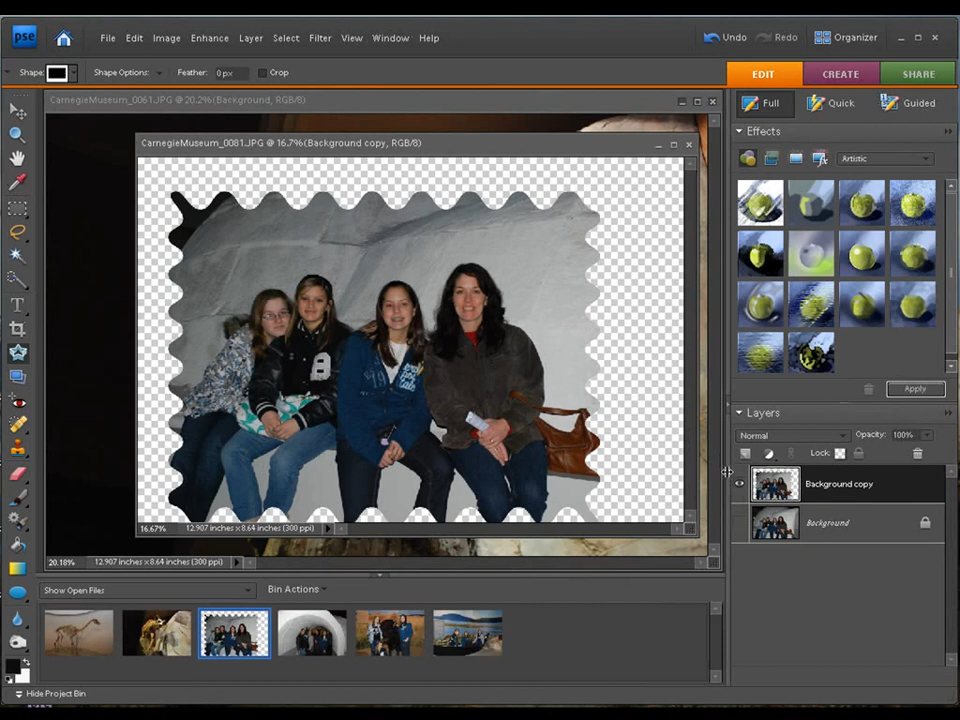 pse File Edit Image Enhance Layer Select Filter View Window Help Undo Redo Organizer
Shape: Shape Options: Feather: 0 px Crop EDIT CREATE SHARE
CarnegieMuseum_0061.JPG @ 20.2%(Background, RGB/8)
Full Quick Guided
Effects
CarnegieMuseum_0081.JPG @ 16.7%(Background copy, RGB/8)
Artistic
Apply
Layers
Normal Opacity: 100%
Lock:
Background copy
Background
16.67% 12.907 inches x 8.64 inches (300 ppi)
20.18% 12.907 inches x 8.64 inches (300 ppi)
Show Open Files Bin Actions
Hide Project Bin